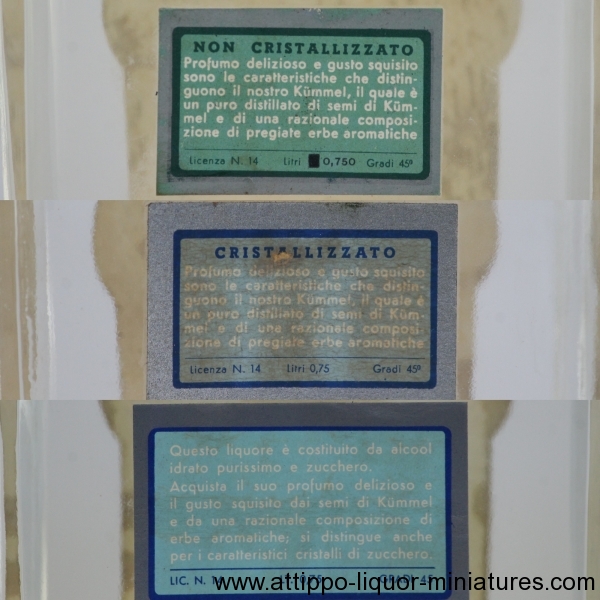 NON CRISTALLIZZATO
Profumo delizioso e gusto squisito
sono le caratteristiche che distin-
guono il nostro Kümmel, il quale è
un puro distillato di semi di Küm-
mel e di una razionale composi-
zione di pregiate erbe aromatiche
Licenza N. 14 Litri 0,750 Gradi 45º
CRISTALLIZZATO
Profumo delizioso e gusto squisito
sono le caratteristiche che distin-
guono il nostro Kümmel, il quale è
un puro distillato di semi di Küm-
mel e di una razionale composi-
zione di pregiate erbe aromatiche
Licenza N. 14 Litri 0,75 Gradi 45º
Questo liquore è costituito da alcool
idrato purissimo e zucchero.
Acquista il suo profumo delizioso e
il gusto squisito dai semi di Kümmel
e da una razionale composizione di
erbe aromatiche; si distingue anche
per i caratteristici cristalli di zucchero.
LIC. N. 14 0,75 GRADI 45
www.attippo-liquor-miniatures.com